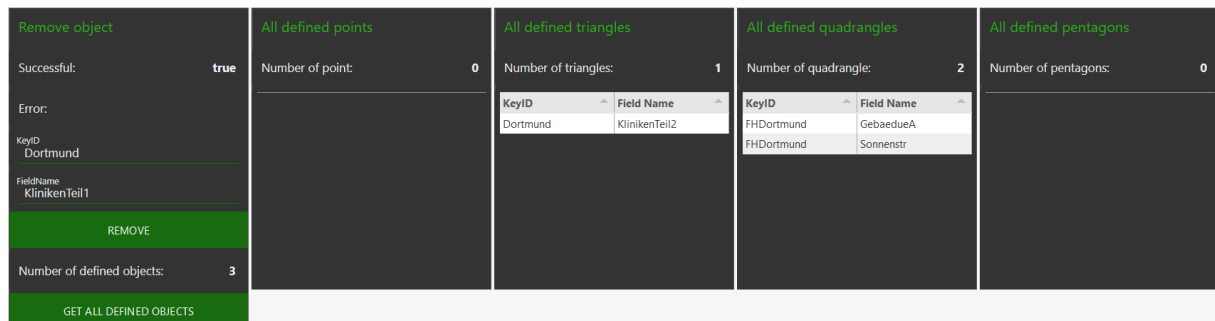 Remove object
Successful: true
Error:
KeyID
Dortmund
FieldName
KlinikenTeil1
REMOVE
Number of defined objects: 3
GET ALL DEFINED OBJECTS
All defined points
Number of point: 0
All defined triangles
Number of triangles: 1
KeyID Field Name
Dortmund KlinikenTeil2
All defined quadrangles
Number of quadrangle: 2
KeyID Field Name
FHDortmund GebaedueA
FHDortmund Sonnenstr
All defined pentagons
Number of pentagons: 0